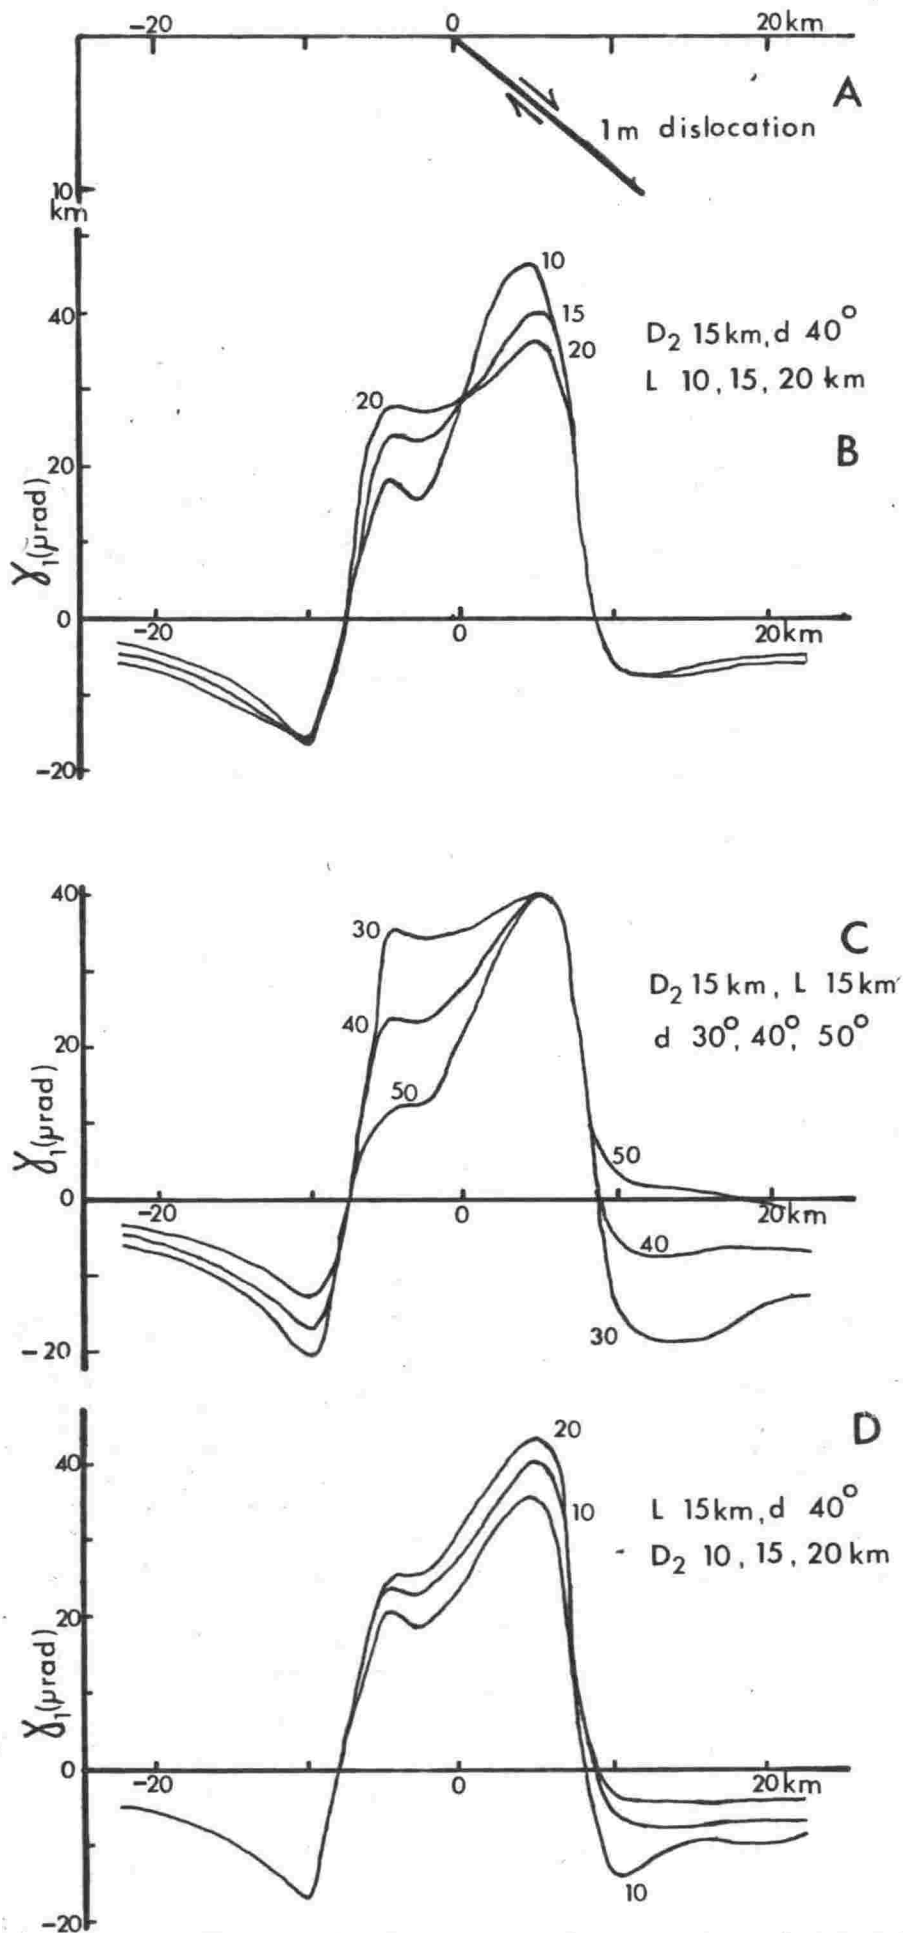 −20 0 20 km
A
1m dislocation
10
km
10
40
15
D₂ 15 km, d 40°
20
L 10, 15, 20 km
20
B
20
γ₁(μrad)
0
−20 0 20 km
−20
40
30
C
D₂ 15 km, L 15 km
40
d 30°, 40°, 50°
20
50
γ₁(μrad)
50
0
−20 0 20 km
40
30
−20
D
20
40
L 15 km, d 40°
10
D₂ 10, 15, 20 km
20
γ₁(μrad)
0
−20 0 20 km
10
−20